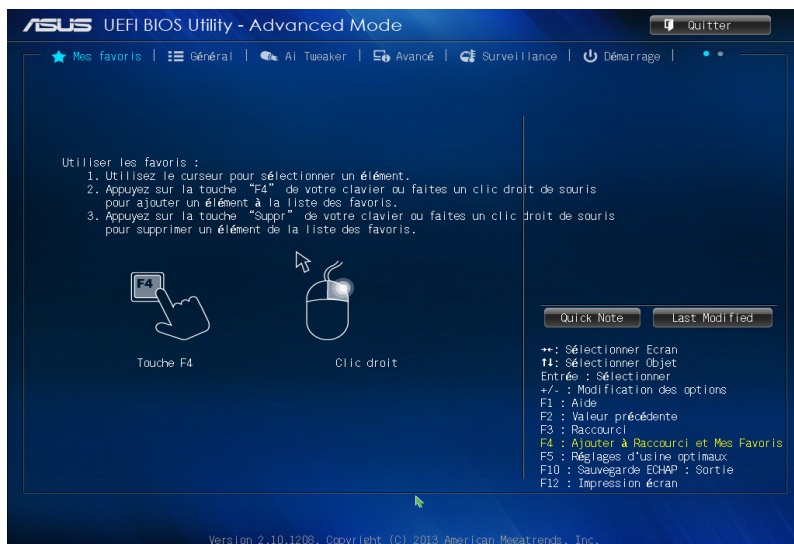 ASUS UEFI BIOS Utility - Advanced Mode
Quitter
Mes favoris | Général | Ai Tweaker | Avancé | Surveillance | Démarrage |
Utiliser les favoris :
1. Utilisez le curseur pour sélectionner un élément.
2. Appuyez sur la touche “F4” de votre clavier ou faites un clic droit de souris
pour ajouter un élément à la liste des favoris.
3. Appuyez sur la touche “Suppr” de votre clavier ou faites un clic droit de souris
pour supprimer un élément de la liste des favoris.
F4
Touche F4
Clic droit
Quick Note
Last Modified
→←: Sélectionner Ecran
↑↓: Sélectionner Objet
Entrée : Sélectionner
+/- : Modification des options
F1 : Aide
F2 : Valeur précédente
F3 : Raccourci
F4 : Ajouter à Raccourci et Mes Favoris
F5 : Réglages d'usine optimaux
F10 : Sauvegarde ECHAP : Sortie
F12 : Impression écran
Version 2.10.1208. Copyright (C) 2013 American Megatrends, Inc.